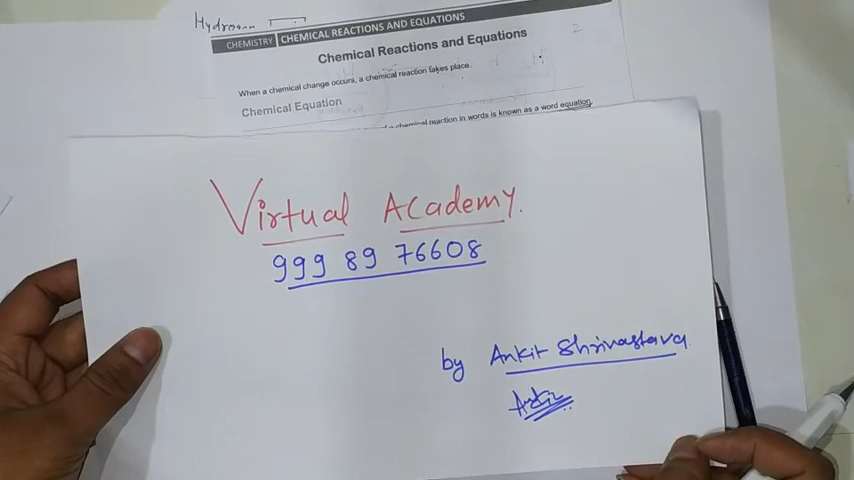 Hydrogen
CHEMISTRY CHEMICAL REACTIONS AND EQUATIONS
Chemical Reactions and Equations
2
When a chemical change occurs, a chemical reaction takes place.
Chemical Equation
a chemical reaction in words is known as a word equation.
Virtual Academy.
999 89 76608
by Ankit Shrivastava